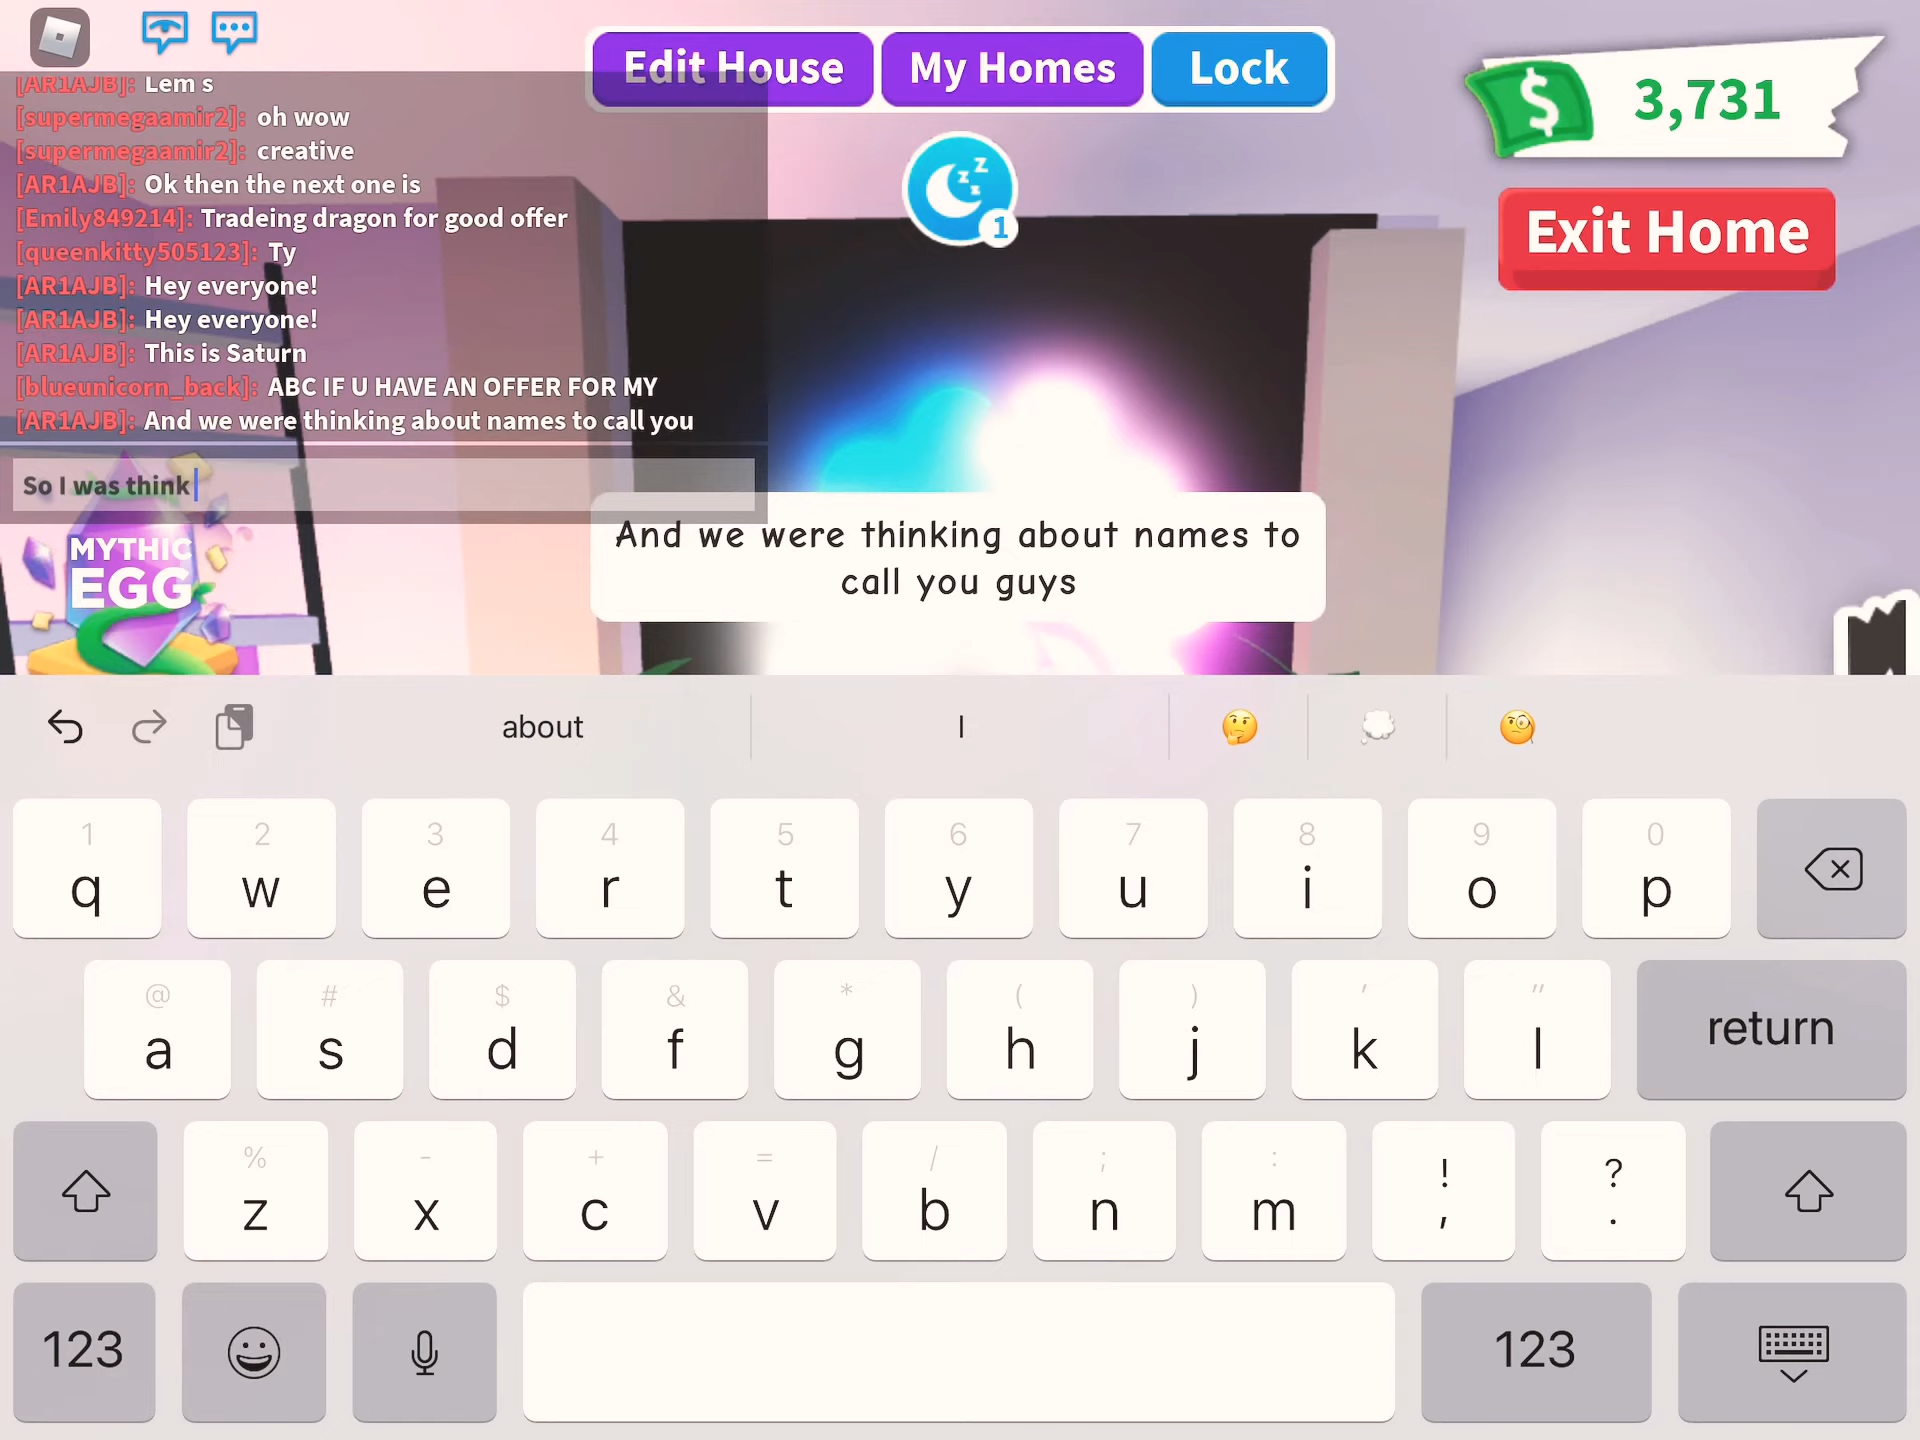 Edit House
My Homes
Lock
3,731
Exit Home
1
[AR1AJB]: Lem s
[supermegaamir2]: oh wow
[supermegaamir2]: creative
[AR1AJB]: Ok then the next one is
[Emily849214]: Tradeing dragon for good offer
[queenkitty505123]: Ty
[AR1AJB]: Hey everyone!
[AR1AJB]: Hey everyone!
[AR1AJB]: This is Saturn
[blueunicorn_back]: ABC IF U HAVE AN OFFER FOR MY
[AR1AJB]: And we were thinking about names to call you
So I was think
MYTHIC
EGG
And we were thinking about names to
call you guys
about
I
1 2 3 4 5 6 7 8 9 0
q w e r t y u i o p
@ # $ & * ( ) ' "
a s d f g h j k l return
% - + = / ; : ! ?
z x c v b n m , .
123 123